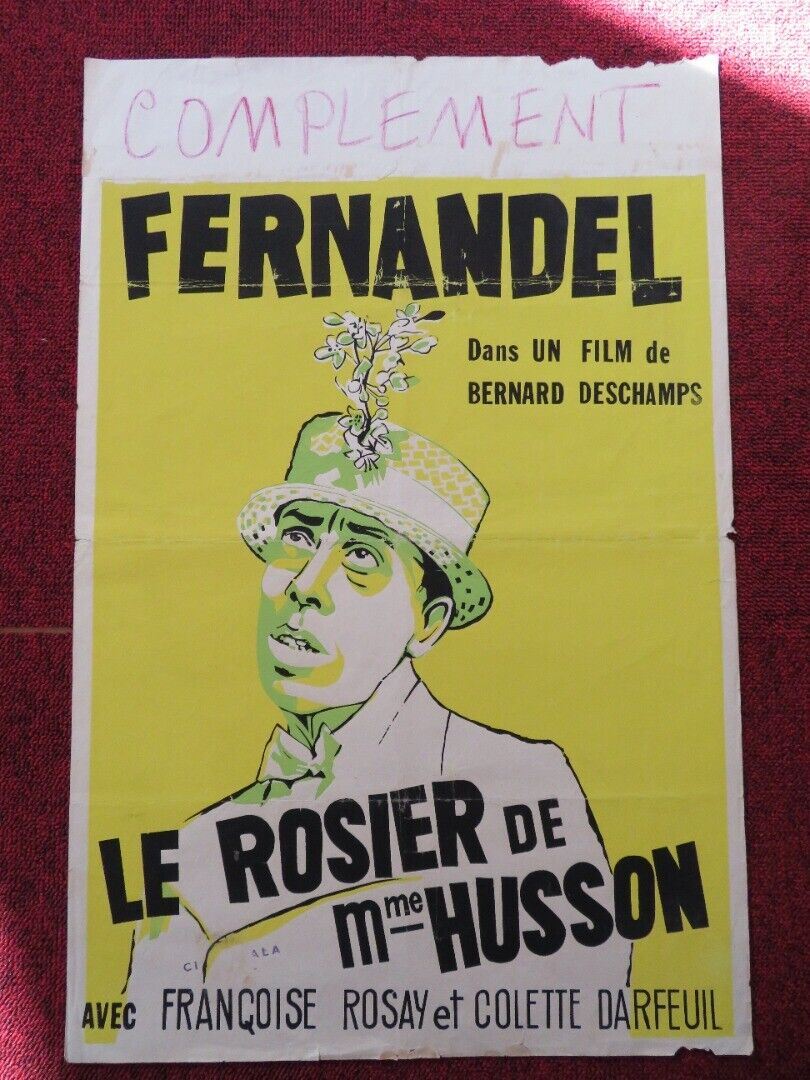 COMPLEMENT
FERNANDEL
Dans UN FILM de
BERNARD DESCHAMPS
LE ROSIER DE
Mme HUSSON
AVEC FRANÇOISE ROSAY et COLETTE DARFEUIL